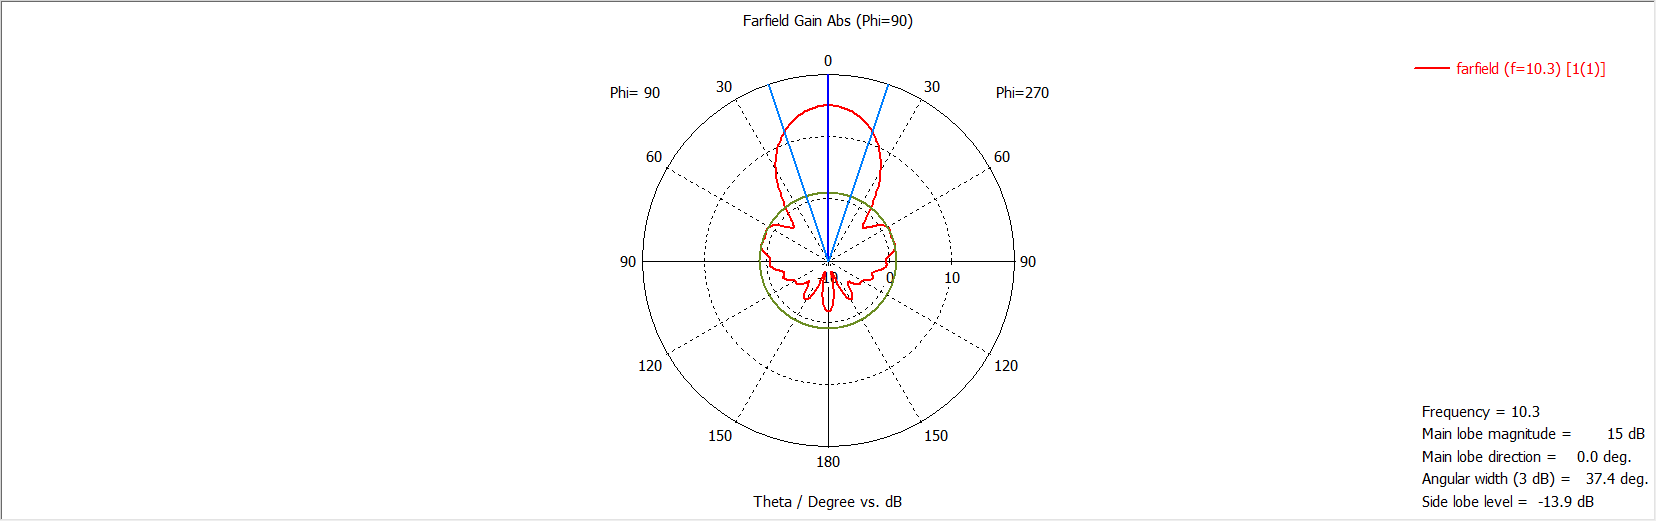 Farfield Gain Abs (Phi=90)
farfield (f=10.3) [1(1)]
0
30
30
Phi= 90
Phi=270
60
60
90
90
-10
0
10
120
120
150
150
180
Theta / Degree vs. dB
Frequency = 10.3
Main lobe magnitude = 15 dB
Main lobe direction = 0.0 deg.
Angular width (3 dB) = 37.4 deg.
Side lobe level = -13.9 dB